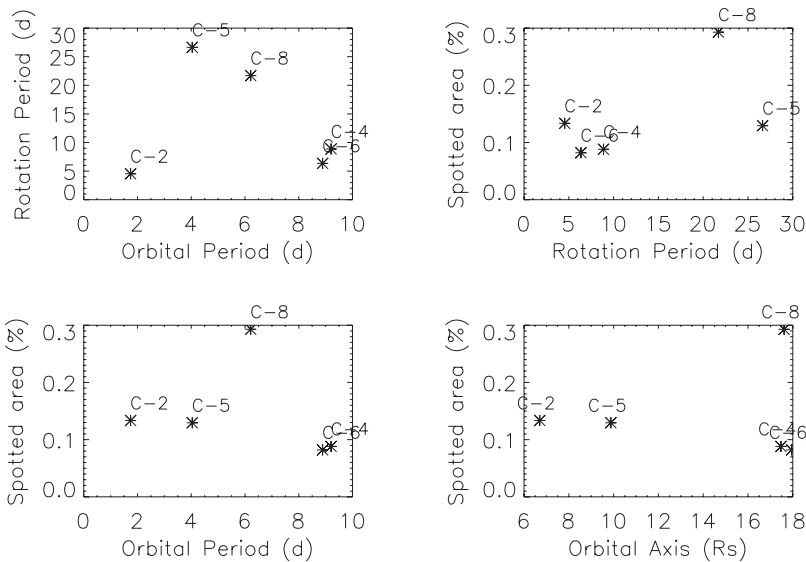 C-5
C-8
C-4
C-6
C-2
30
25
20
15
10
5
0
Rotation Period (d)
0 2 4 6 8 10
Orbital Period (d)
C-8
C-2
C-5
C-6
C-4
0.3
0.2
0.1
0.0
Spotted area (%)
0 5 10 15 20 25 30
Rotation Period (d)
C-8
C-2
C-5
C-6
C-4
0.3
0.2
0.1
0.0
Spotted area (%)
0 2 4 6 8 10
Orbital Period (d)
C-8
C-2
C-5
C-4
C-6
0.3
0.2
0.1
0.0
Spotted area (%)
6 8 10 12 14 16 18
Orbital Axis (Rs)